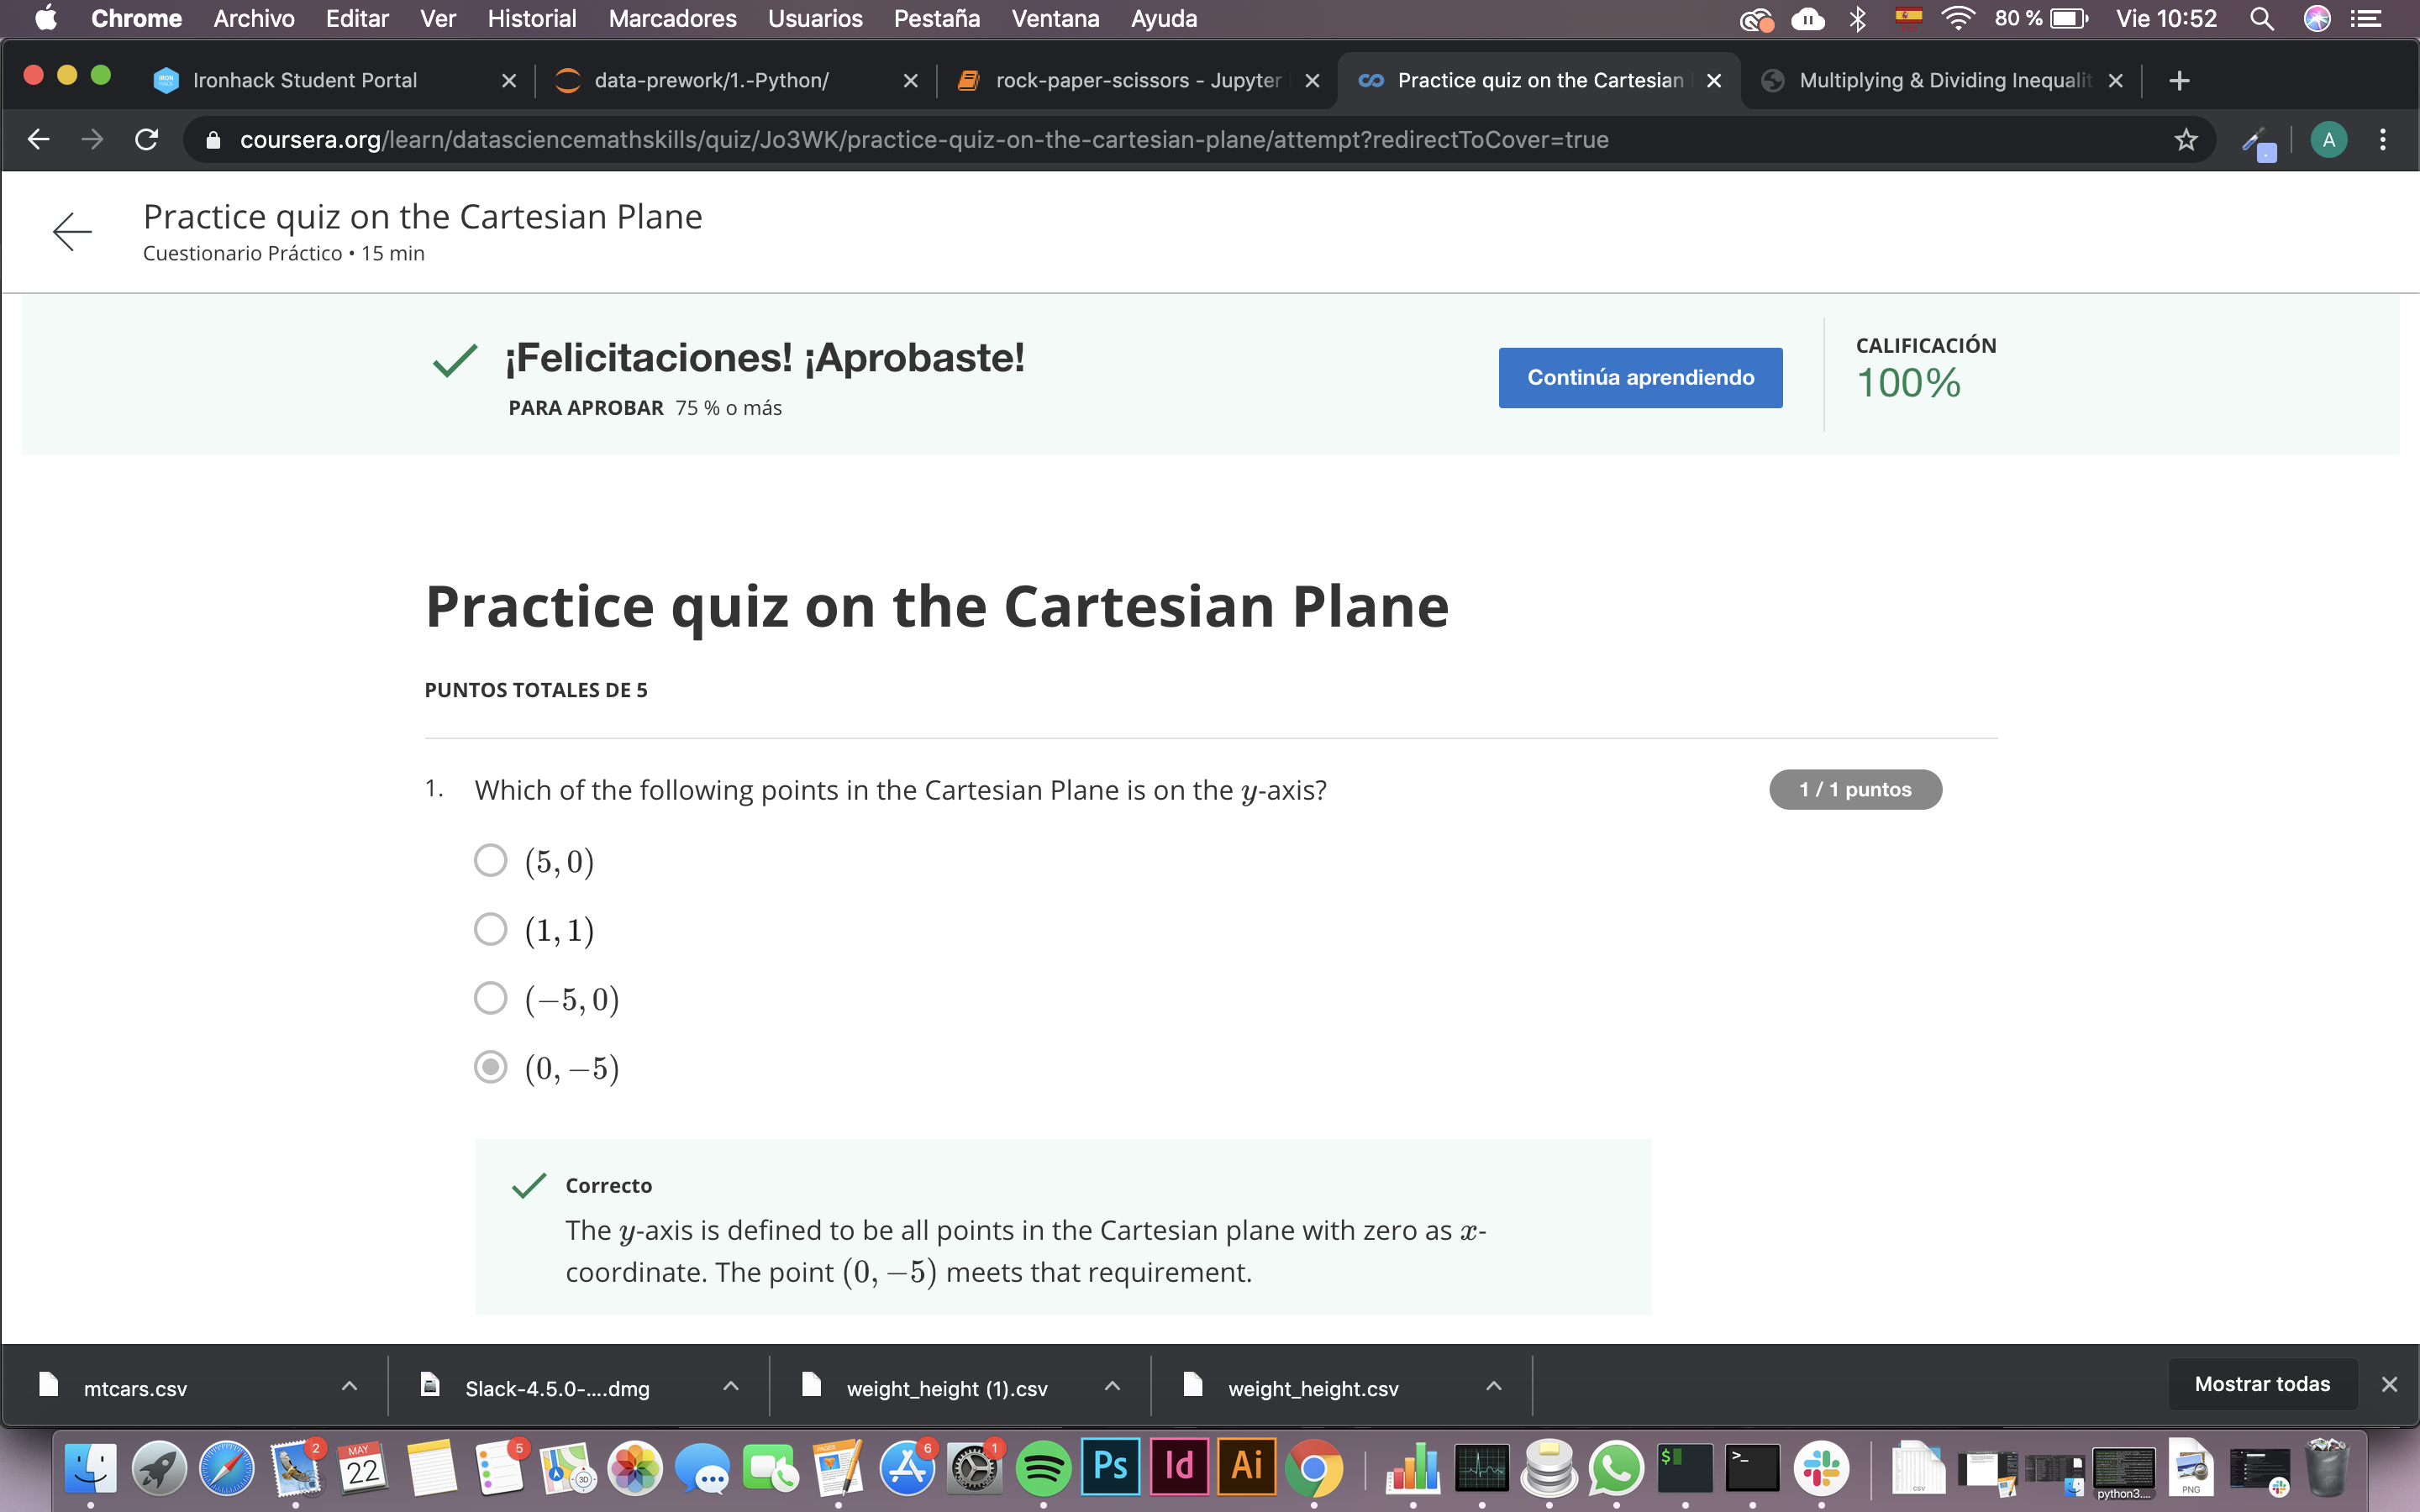 Chrome Archivo Editar Ver Historial Marcadores Usuarios Pestaña Ventana Ayuda 80 % Vie 10:52
Ironhack Student Portal data-prework/1.-Python/ rock-paper-scissors - Jupyter Practice quiz on the Cartesian Multiplying & Dividing Inequalit
coursera.org/learn/datasciencemathskills/quiz/Jo3WK/practice-quiz-on-the-cartesian-plane/attempt?redirectToCover=true A
Practice quiz on the Cartesian Plane
Cuestionario Práctico • 15 min
¡Felicitaciones! ¡Aprobaste!
PARA APROBAR 75 % o más
Continúa aprendiendo
CALIFICACIÓN
100%
Practice quiz on the Cartesian Plane
PUNTOS TOTALES DE 5
1. Which of the following points in the Cartesian Plane is on the y-axis? 1 / 1 puntos
(5, 0)
(1, 1)
(−5, 0)
(0, −5)
Correcto
The y-axis is defined to be all points in the Cartesian plane with zero as x-
coordinate. The point (0, −5) meets that requirement.
mtcars.csv Slack-4.5.0-....dmg weight_height (1).csv weight_height.csv Mostrar todas
2 MAY 22 5 3D PAGES 6 1 Ps Id Ai $ >_ CSV python3.... PNG